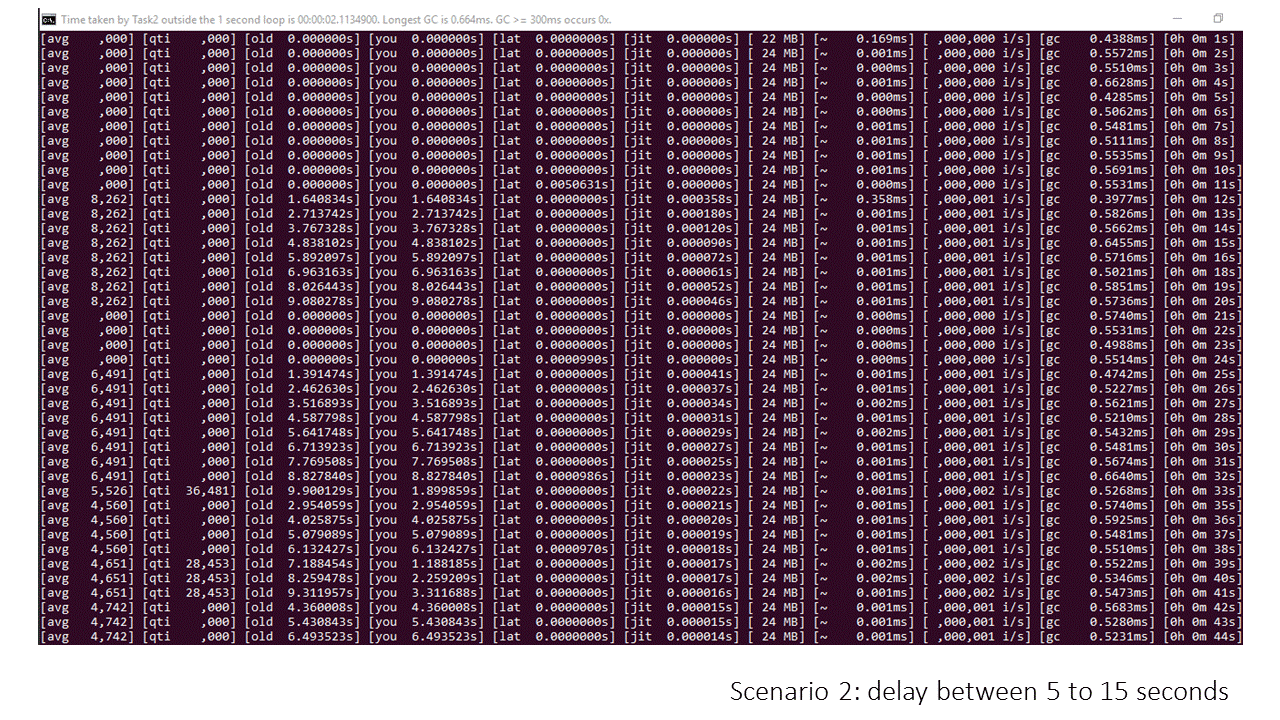 Time taken by Task2 outside the 1 second loop is 00:00:02.1134900. Longest GC is 0.664ms. GC >= 300ms occurs 0x.
[avg    ,000] [qti    ,000] [old  0.000000s] [you  0.000000s] [lat  0.0000000s] [jit  0.000000s] [ 22 MB] [~    0.169ms] [ ,000,000 i/s] [gc    0.4388ms] [0h 0m 1s]
[avg    ,000] [qti    ,000] [old  0.000000s] [you  0.000000s] [lat  0.0000000s] [jit  0.000000s] [ 24 MB] [~    0.001ms] [ ,000,000 i/s] [gc    0.5572ms] [0h 0m 2s]
[avg    ,000] [qti    ,000] [old  0.000000s] [you  0.000000s] [lat  0.0000000s] [jit  0.000000s] [ 24 MB] [~    0.000ms] [ ,000,000 i/s] [gc    0.5510ms] [0h 0m 3s]
[avg    ,000] [qti    ,000] [old  0.000000s] [you  0.000000s] [lat  0.0000000s] [jit  0.000000s] [ 24 MB] [~    0.001ms] [ ,000,000 i/s] [gc    0.6628ms] [0h 0m 4s]
[avg    ,000] [qti    ,000] [old  0.000000s] [you  0.000000s] [lat  0.0000000s] [jit  0.000000s] [ 24 MB] [~    0.000ms] [ ,000,000 i/s] [gc    0.4285ms] [0h 0m 5s]
[avg    ,000] [qti    ,000] [old  0.000000s] [you  0.000000s] [lat  0.0000000s] [jit  0.000000s] [ 24 MB] [~    0.000ms] [ ,000,000 i/s] [gc    0.5062ms] [0h 0m 6s]
[avg    ,000] [qti    ,000] [old  0.000000s] [you  0.000000s] [lat  0.0000000s] [jit  0.000000s] [ 24 MB] [~    0.001ms] [ ,000,000 i/s] [gc    0.5481ms] [0h 0m 7s]
[avg    ,000] [qti    ,000] [old  0.000000s] [you  0.000000s] [lat  0.0000000s] [jit  0.000000s] [ 24 MB] [~    0.001ms] [ ,000,000 i/s] [gc    0.5111ms] [0h 0m 8s]
[avg    ,000] [qti    ,000] [old  0.000000s] [you  0.000000s] [lat  0.0000000s] [jit  0.000000s] [ 24 MB] [~    0.001ms] [ ,000,000 i/s] [gc    0.5535ms] [0h 0m 9s]
[avg    ,000] [qti    ,000] [old  0.000000s] [you  0.000000s] [lat  0.0000000s] [jit  0.000000s] [ 24 MB] [~    0.001ms] [ ,000,000 i/s] [gc    0.5691ms] [0h 0m 10s]
[avg    ,000] [qti    ,000] [old  0.000000s] [you  0.000000s] [lat  0.0050631s] [jit  0.000000s] [ 24 MB] [~    0.000ms] [ ,000,000 i/s] [gc    0.5531ms] [0h 0m 11s]
[avg   8,262] [qti    ,000] [old  1.640834s] [you  1.640834s] [lat  0.0000000s] [jit  0.000358s] [ 24 MB] [~    0.358ms] [ ,000,001 i/s] [gc    0.3977ms] [0h 0m 12s]
[avg   8,262] [qti    ,000] [old  2.713742s] [you  2.713742s] [lat  0.0000000s] [jit  0.000180s] [ 24 MB] [~    0.001ms] [ ,000,001 i/s] [gc    0.5826ms] [0h 0m 13s]
[avg   8,262] [qti    ,000] [old  3.767328s] [you  3.767328s] [lat  0.0000000s] [jit  0.000120s] [ 24 MB] [~    0.001ms] [ ,000,001 i/s] [gc    0.5662ms] [0h 0m 14s]
[avg   8,262] [qti    ,000] [old  4.838102s] [you  4.838102s] [lat  0.0000000s] [jit  0.000090s] [ 24 MB] [~    0.001ms] [ ,000,001 i/s] [gc    0.6455ms] [0h 0m 15s]
[avg   8,262] [qti    ,000] [old  5.892097s] [you  5.892097s] [lat  0.0000000s] [jit  0.000072s] [ 24 MB] [~    0.001ms] [ ,000,001 i/s] [gc    0.5716ms] [0h 0m 16s]
[avg   8,262] [qti    ,000] [old  6.963163s] [you  6.963163s] [lat  0.0000000s] [jit  0.000061s] [ 24 MB] [~    0.001ms] [ ,000,001 i/s] [gc    0.5021ms] [0h 0m 18s]
[avg   8,262] [qti    ,000] [old  8.026443s] [you  8.026443s] [lat  0.0000000s] [jit  0.000052s] [ 24 MB] [~    0.001ms] [ ,000,001 i/s] [gc    0.5851ms] [0h 0m 19s]
[avg   8,262] [qti    ,000] [old  9.080278s] [you  9.080278s] [lat  0.0000000s] [jit  0.000046s] [ 24 MB] [~    0.001ms] [ ,000,001 i/s] [gc    0.5736ms] [0h 0m 20s]
[avg    ,000] [qti    ,000] [old  0.000000s] [you  0.000000s] [lat  0.0000000s] [jit  0.000000s] [ 24 MB] [~    0.000ms] [ ,000,000 i/s] [gc    0.5740ms] [0h 0m 21s]
[avg    ,000] [qti    ,000] [old  0.000000s] [you  0.000000s] [lat  0.0000000s] [jit  0.000000s] [ 24 MB] [~    0.000ms] [ ,000,000 i/s] [gc    0.5531ms] [0h 0m 22s]
[avg    ,000] [qti    ,000] [old  0.000000s] [you  0.000000s] [lat  0.0000000s] [jit  0.000000s] [ 24 MB] [~    0.000ms] [ ,000,000 i/s] [gc    0.4988ms] [0h 0m 23s]
[avg    ,000] [qti    ,000] [old  0.000000s] [you  0.000000s] [lat  0.0000990s] [jit  0.000000s] [ 24 MB] [~    0.000ms] [ ,000,000 i/s] [gc    0.5514ms] [0h 0m 24s]
[avg   6,491] [qti    ,000] [old  1.391474s] [you  1.391474s] [lat  0.0000000s] [jit  0.000041s] [ 24 MB] [~    0.001ms] [ ,000,001 i/s] [gc    0.4742ms] [0h 0m 25s]
[avg   6,491] [qti    ,000] [old  2.462630s] [you  2.462630s] [lat  0.0000000s] [jit  0.000037s] [ 24 MB] [~    0.001ms] [ ,000,001 i/s] [gc    0.5227ms] [0h 0m 26s]
[avg   6,491] [qti    ,000] [old  3.516893s] [you  3.516893s] [lat  0.0000000s] [jit  0.000034s] [ 24 MB] [~    0.002ms] [ ,000,001 i/s] [gc    0.5621ms] [0h 0m 27s]
[avg   6,491] [qti    ,000] [old  4.587798s] [you  4.587798s] [lat  0.0000000s] [jit  0.000031s] [ 24 MB] [~    0.001ms] [ ,000,001 i/s] [gc    0.5210ms] [0h 0m 28s]
[avg   6,491] [qti    ,000] [old  5.641748s] [you  5.641748s] [lat  0.0000000s] [jit  0.000029s] [ 24 MB] [~    0.002ms] [ ,000,001 i/s] [gc    0.5432ms] [0h 0m 29s]
[avg   6,491] [qti    ,000] [old  6.713923s] [you  6.713923s] [lat  0.0000000s] [jit  0.000027s] [ 24 MB] [~    0.001ms] [ ,000,001 i/s] [gc    0.5481ms] [0h 0m 30s]
[avg   6,491] [qti    ,000] [old  7.769508s] [you  7.769508s] [lat  0.0000000s] [jit  0.000025s] [ 24 MB] [~    0.001ms] [ ,000,001 i/s] [gc    0.5674ms] [0h 0m 31s]
[avg   6,491] [qti    ,000] [old  8.827840s] [you  8.827840s] [lat  0.0000986s] [jit  0.000023s] [ 24 MB] [~    0.001ms] [ ,000,001 i/s] [gc    0.6640ms] [0h 0m 32s]
[avg   5,526] [qti  36,481] [old  9.900129s] [you  1.899859s] [lat  0.0000000s] [jit  0.000022s] [ 24 MB] [~    0.001ms] [ ,000,002 i/s] [gc    0.5268ms] [0h 0m 33s]
[avg   4,560] [qti    ,000] [old  2.954059s] [you  2.954059s] [lat  0.0000000s] [jit  0.000021s] [ 24 MB] [~    0.001ms] [ ,000,001 i/s] [gc    0.5740ms] [0h 0m 35s]
[avg   4,560] [qti    ,000] [old  4.025875s] [you  4.025875s] [lat  0.0000000s] [jit  0.000020s] [ 24 MB] [~    0.001ms] [ ,000,001 i/s] [gc    0.5925ms] [0h 0m 36s]
[avg   4,560] [qti    ,000] [old  5.079089s] [you  5.079089s] [lat  0.0000000s] [jit  0.000019s] [ 24 MB] [~    0.001ms] [ ,000,001 i/s] [gc    0.5481ms] [0h 0m 37s]
[avg   4,560] [qti    ,000] [old  6.132427s] [you  6.132427s] [lat  0.0000970s] [jit  0.000018s] [ 24 MB] [~    0.001ms] [ ,000,001 i/s] [gc    0.5510ms] [0h 0m 38s]
[avg   4,651] [qti  28,453] [old  7.188454s] [you  1.188185s] [lat  0.0000000s] [jit  0.000017s] [ 24 MB] [~    0.002ms] [ ,000,002 i/s] [gc    0.5522ms] [0h 0m 39s]
[avg   4,651] [qti  28,453] [old  8.259478s] [you  2.259209s] [lat  0.0000000s] [jit  0.000017s] [ 24 MB] [~    0.002ms] [ ,000,002 i/s] [gc    0.5346ms] [0h 0m 40s]
[avg   4,651] [qti  28,453] [old  9.311957s] [you  3.311688s] [lat  0.0000000s] [jit  0.000016s] [ 24 MB] [~    0.002ms] [ ,000,002 i/s] [gc    0.5473ms] [0h 0m 41s]
[avg   4,742] [qti    ,000] [old  4.360008s] [you  4.360008s] [lat  0.0000000s] [jit  0.000015s] [ 24 MB] [~    0.001ms] [ ,000,001 i/s] [gc    0.5683ms] [0h 0m 42s]
[avg   4,742] [qti    ,000] [old  5.430843s] [you  5.430843s] [lat  0.0000000s] [jit  0.000015s] [ 24 MB] [~    0.001ms] [ ,000,001 i/s] [gc    0.5280ms] [0h 0m 43s]
[avg   4,742] [qti    ,000] [old  6.493523s] [you  6.493523s] [lat  0.0000000s] [jit  0.000014s] [ 24 MB] [~    0.001ms] [ ,000,001 i/s] [gc    0.5231ms] [0h 0m 44s]
Scenario 2: delay between 5 to 15 seconds